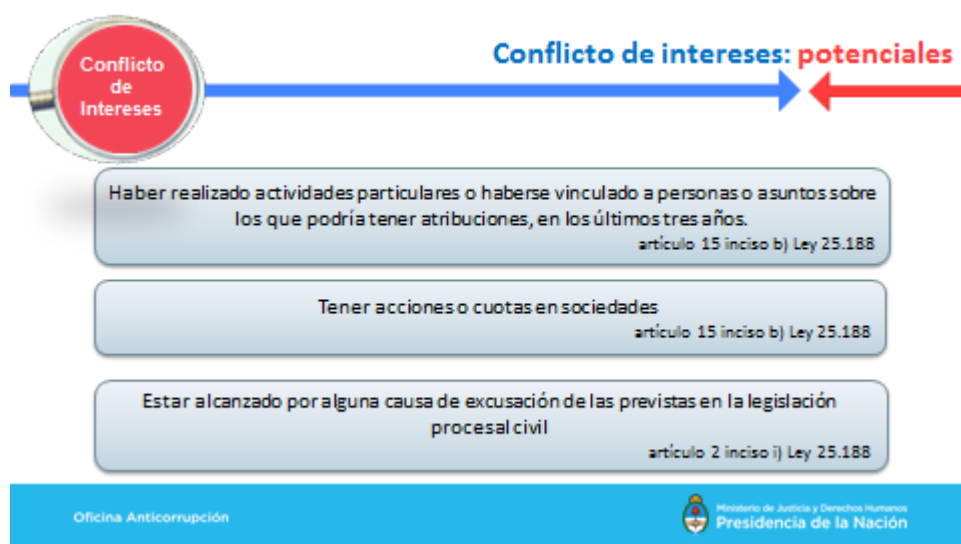 Conflicto
de
Intereses
Conflicto de intereses: potenciales
Haber realizado actividades particulares o haberse vinculado a personas o asuntos sobre
los que podría tener atribuciones, en los últimos tres años.
artículo 15 inciso b) Ley 25.188
Tener acciones o cuotas en sociedades
artículo 15 inciso b) Ley 25.188
Estar alcanzado por alguna causa de excusación de las previstas en la legislación
procesal civil
artículo 2 inciso i) Ley 25.188
Oficina Anticorrupción
Ministerio de Justicia y Derechos Humanos
Presidencia de la Nación